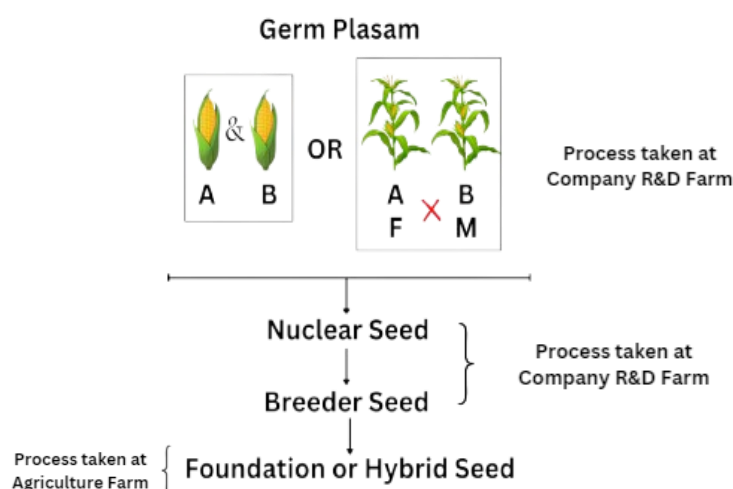 Germ Plasam
&
A B
OR
A B
F × M
Process taken at
Company R&D Farm
Nuclear Seed
Breeder Seed
Process taken at
Company R&D Farm
Process taken at
Agriculture Farm
Foundation or Hybrid Seed